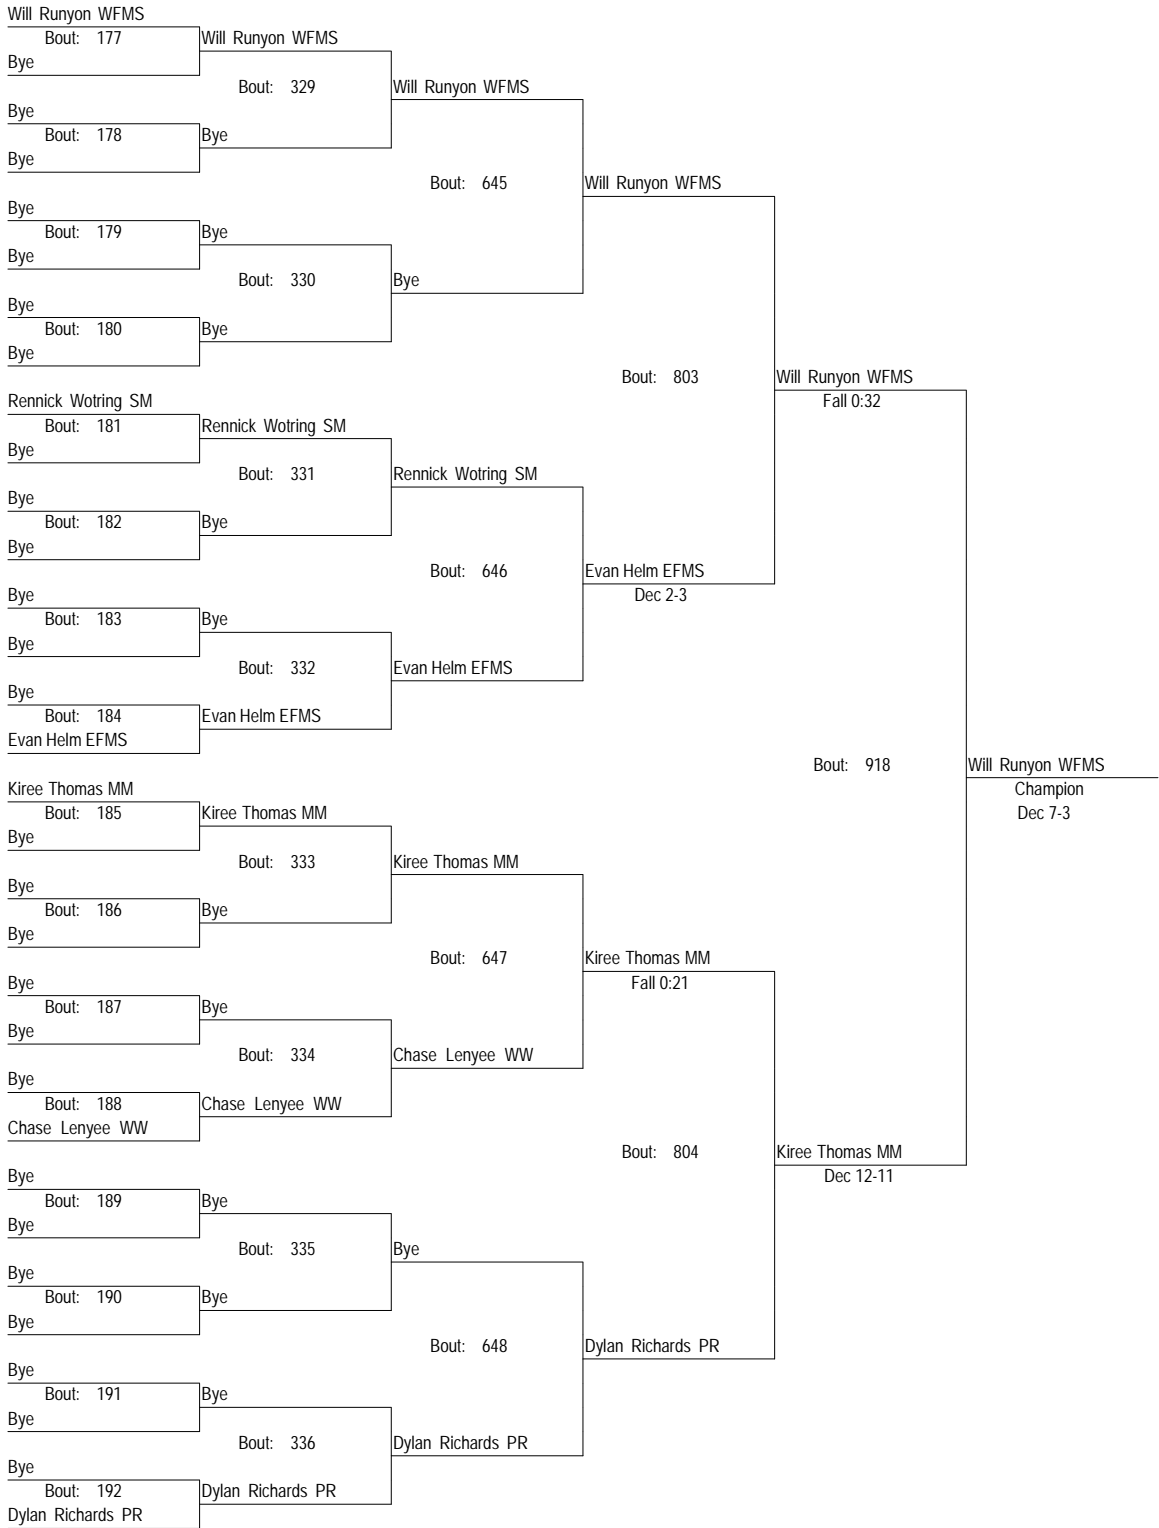 Will Runyon WFMS
Bout: 177 Will Runyon WFMS
Bye
Bout: 329 Will Runyon WFMS
Bye
Bout: 178 Bye
Bye
Bout: 645 Will Runyon WFMS
Bye
Bout: 179 Bye
Bye
Bout: 330 Bye
Bye
Bout: 180 Bye
Bye
Bout: 803 Will Runyon WFMS
Fall 0:32
Rennick Wotring SM
Bout: 181 Rennick Wotring SM
Bye
Bout: 331 Rennick Wotring SM
Bye
Bout: 182 Bye
Bye
Bout: 646 Evan Helm EFMS
Bye Dec 2-3
Bout: 183 Bye
Bye
Bout: 332 Evan Helm EFMS
Bye
Bout: 184 Evan Helm EFMS
Evan Helm EFMS
Bout: 918 Will Runyon WFMS
Kiree Thomas MM Champion
Bout: 185 Kiree Thomas MM Dec 7-3
Bye
Bout: 333 Kiree Thomas MM
Bye
Bout: 186 Bye
Bye
Bout: 647 Kiree Thomas MM
Bye Fall 0:21
Bout: 187 Bye
Bye
Bout: 334 Chase Lenyee WW
Bye
Bout: 188 Chase Lenyee WW
Chase Lenyee WW
Bout: 804 Kiree Thomas MM
Bye Dec 12-11
Bout: 189 Bye
Bye
Bout: 335 Bye
Bye
Bout: 190 Bye
Bye
Bout: 648 Dylan Richards PR
Bye
Bout: 191 Bye
Bye
Bout: 336 Dylan Richards PR
Bye
Bout: 192 Dylan Richards PR
Dylan Richards PR